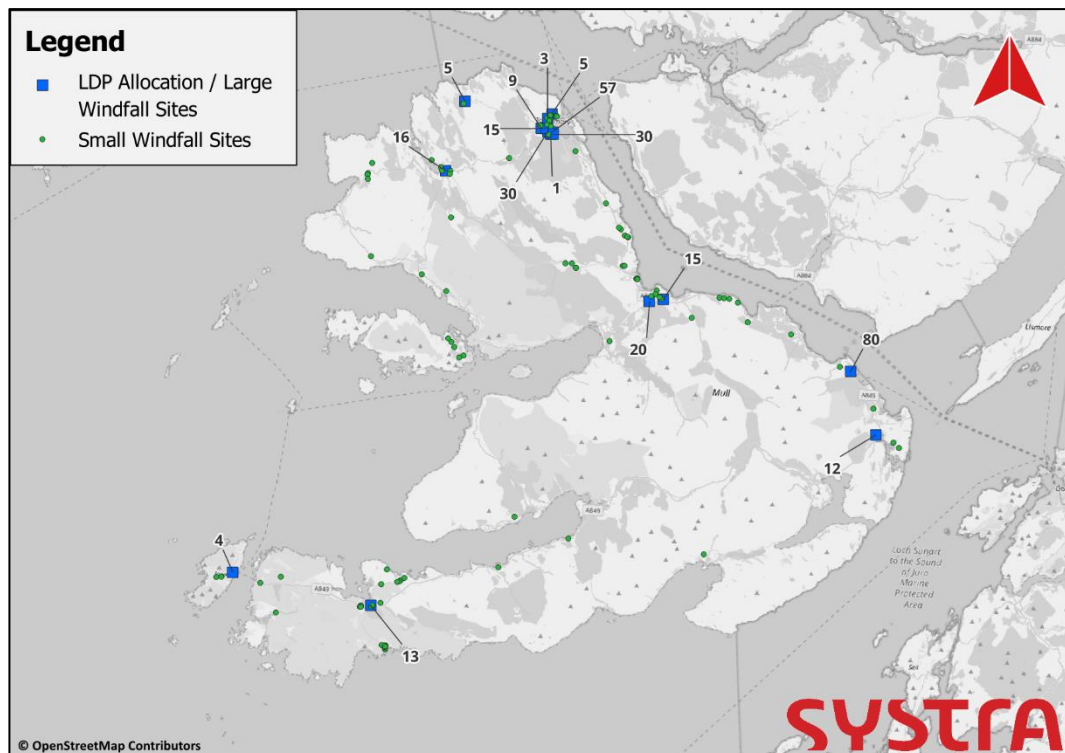 Legend
LDP Allocation / Large
Windfall Sites
Small Windfall Sites
A884
3
5
5
9
57
15
30
16
30
1
A884
15
20
Lismore
80
Mull
A849
12
A849
4
Loch Sunart
to the Sound
of Jura
Marine
Protected
Area
A849
13
Seil
SYSTRA
© OpenStreetMap Contributors